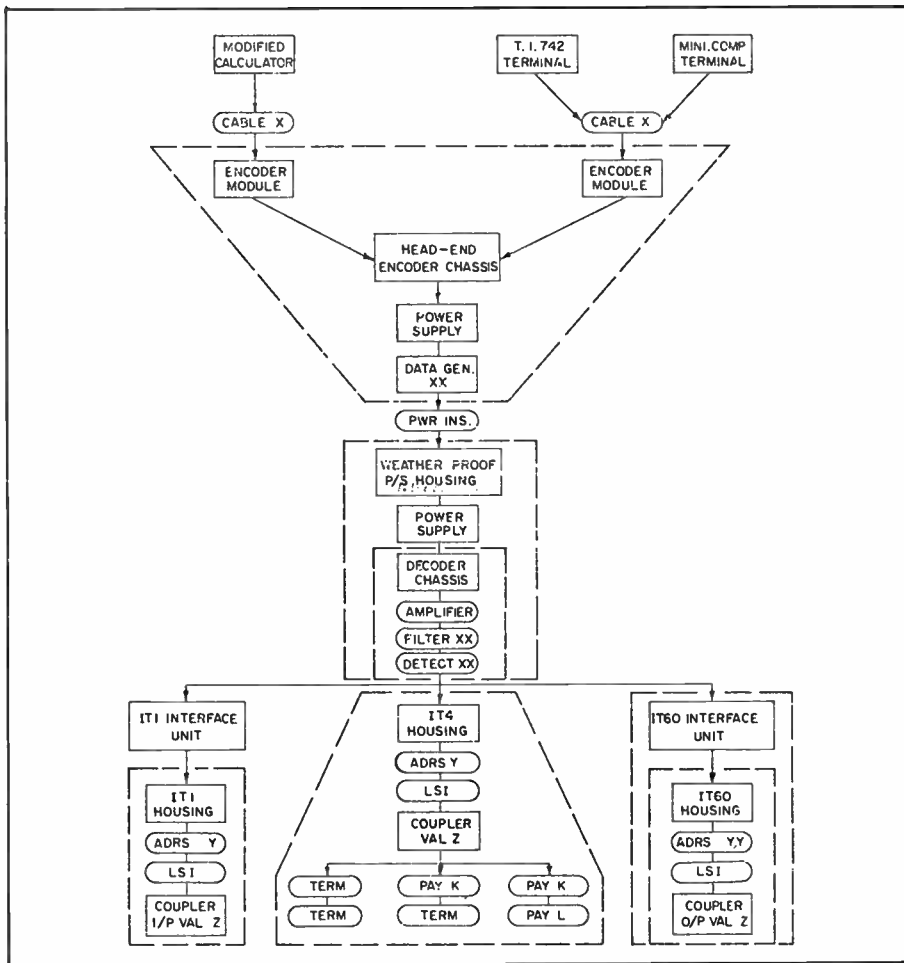 MODIFIED
CALCULATOR
T. I. 742
TERMINAL
MINI.COMP
TERMINAL
CABLE X
CABLE X
ENCODER
MODULE
ENCODER
MODULE
HEAD-END
ENCODER CHASSIS
POWER
SUPPLY
DATA GEN.
XX
PWR INS.
WEATHER PROOF
P/S HOUSING
POWER
SUPPLY
DECODER
CHASSIS
AMPLIFIER
FILTER XX
DETECT XX
IT1 INTERFACE
UNIT
IT4
HOUSING
IT60 INTERFACE
UNIT
IT1
HOUSING
ADRS Y
LSI
COUPLER
I/P VAL Z
ADRS Y
LSI
COUPLER
VAL Z
TERM
PAY K
PAY K
TERM
TERM
PAY L
IT60
HOUSING
ADRS Y,Y
LSI
COUPLER
O/P VAL Z